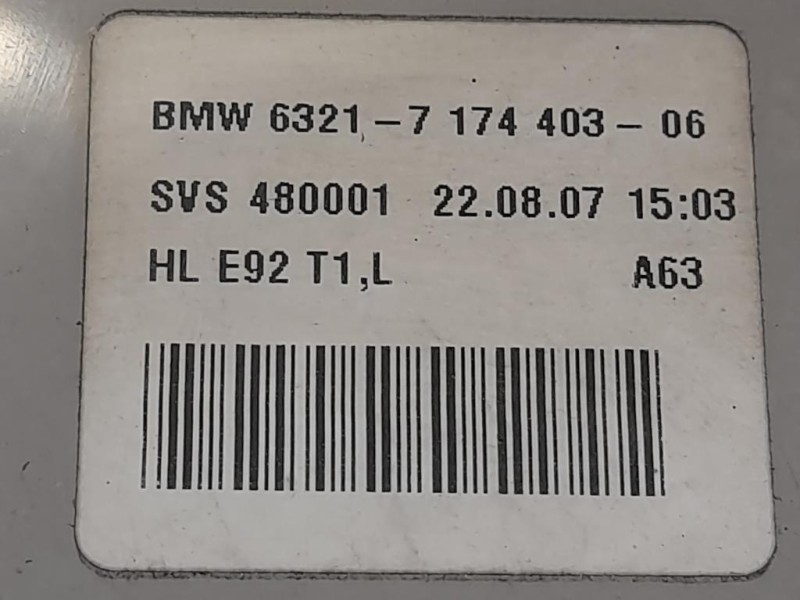 BMW 6321-7 174 403-06
SVS 480001 22.08.07 15:03
HL E92 T1,L A63